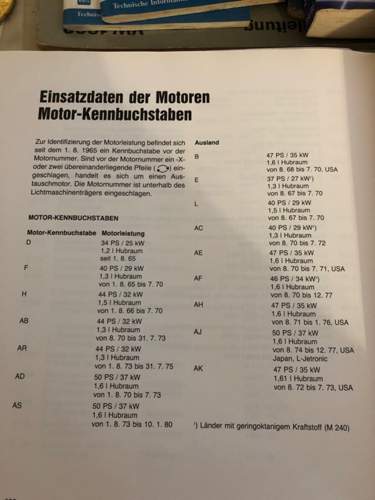 Technische Information
Technische
Einsatzdaten der Motoren
Motor-Kennbuchstaben
Zur Identifizierung der Motorleistung befindet sich
seit dem 1. 8. 1965 ein Kennbuchstabe vor der
Motornummer. Sind vor der Motornummer ein -X-
oder zwei übereinanderliegende Pfeile ( ) ein-
geschlagen, handelt es sich um einen Aus-
tauschmotor. Die Motornummer ist unterhalb des
Lichtmaschinenträgers eingeschlagen.
MOTOR-KENNBUCHSTABEN
Motor-Kennbuchstabe Motorleistung
D 34 PS / 25 kW
1,2 l Hubraum
seit 1. 8. 65
F 40 PS / 29 kW
1,3 l Hubraum
von 1. 8. 65 bis 7. 70
H 44 PS / 32 kW
1,5 l Hubraum
von 1. 8. 66 bis 7. 70
AB 44 PS / 32 kW
1,3 l Hubraum
von 8. 70 bis 31. 7. 73
AR 44 PS / 32 kW
1,3 l Hubraum
von 1. 8. 73 bis 31. 7. 75
AD 50 PS / 37 kW
1,6 l Hubraum
von 1. 8. 70 bis 7. 73
AS 50 PS / 37 kW
1,6 l Hubraum
von 1. 8. 73 bis 10. 1. 80
Ausland
B 47 PS / 35 kW
1,6 l Hubraum
von 8. 68 bis 7. 70, USA
E 37 PS / 27 kW¹)
1,3 l Hubraum
von 8. 67 bis 7. 70
L 40 PS / 29 kW
1,5 l Hubraum
von 8. 67 bis 7. 70
AC 40 PS / 29 kW¹)
1,3 l Hubraum
von 8. 70 bis 7. 72
AE 47 PS / 35 kW
1,6 l Hubraum
von 8. 70 bis 7. 71, USA
AF 46 PS / 34 kW¹)
1,6 l Hubraum
von 8. 70 bis 12. 77
AH 47 PS / 35 kW
1,6 l Hubraum
von 8. 71 bis 1. 76, USA
AJ 50 PS / 37 kW
1,6 l Hubraum
von 8. 74 bis 12. 77, USA
Japan, L-Jetronic
AK 47 PS / 35 kW
1,61 l Hubraum
von 8. 72 bis 7. 73, USA
¹) Länder mit geringoktanigem Kraftstoff (M 240)